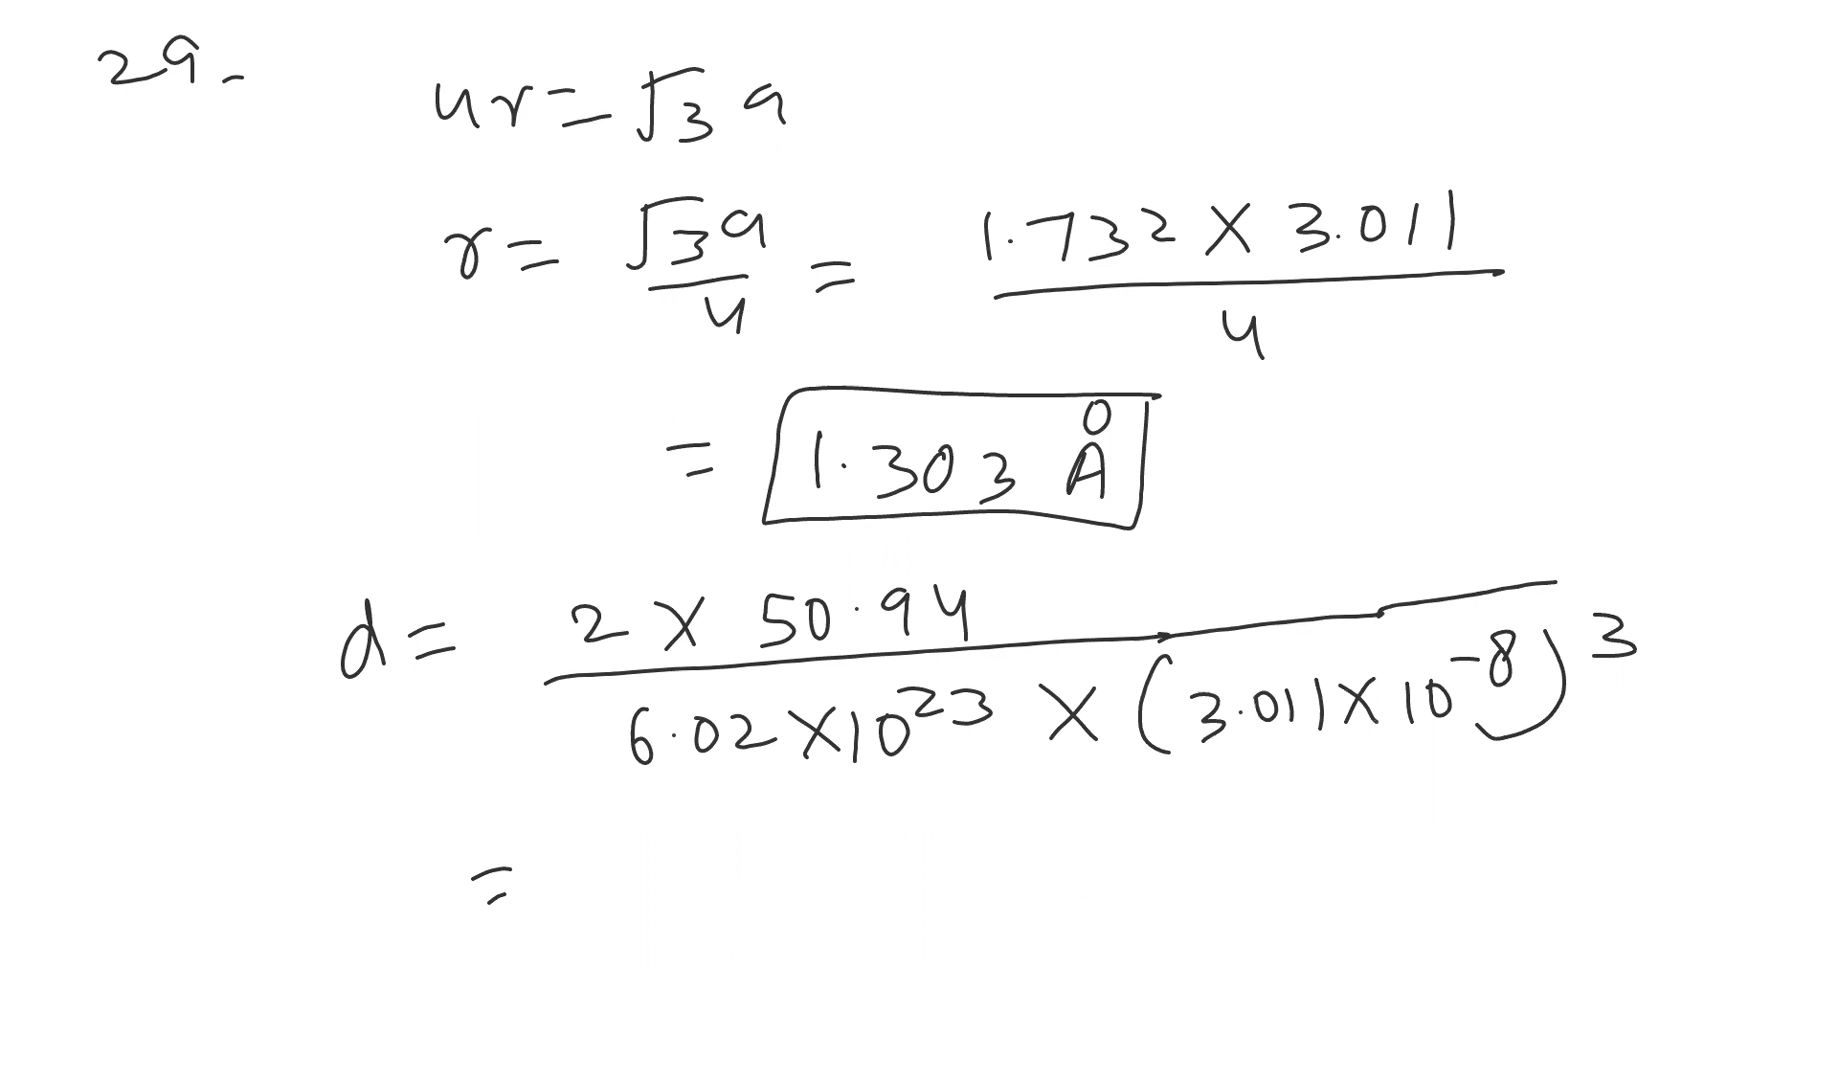 29.
4r = √3 a
r = √3a/4 = 1.732 × 3.011 / 4
= 1.303 Å
d = 2 × 50.94 / 6.02×10²³ × (3.011×10⁻⁸)³
=